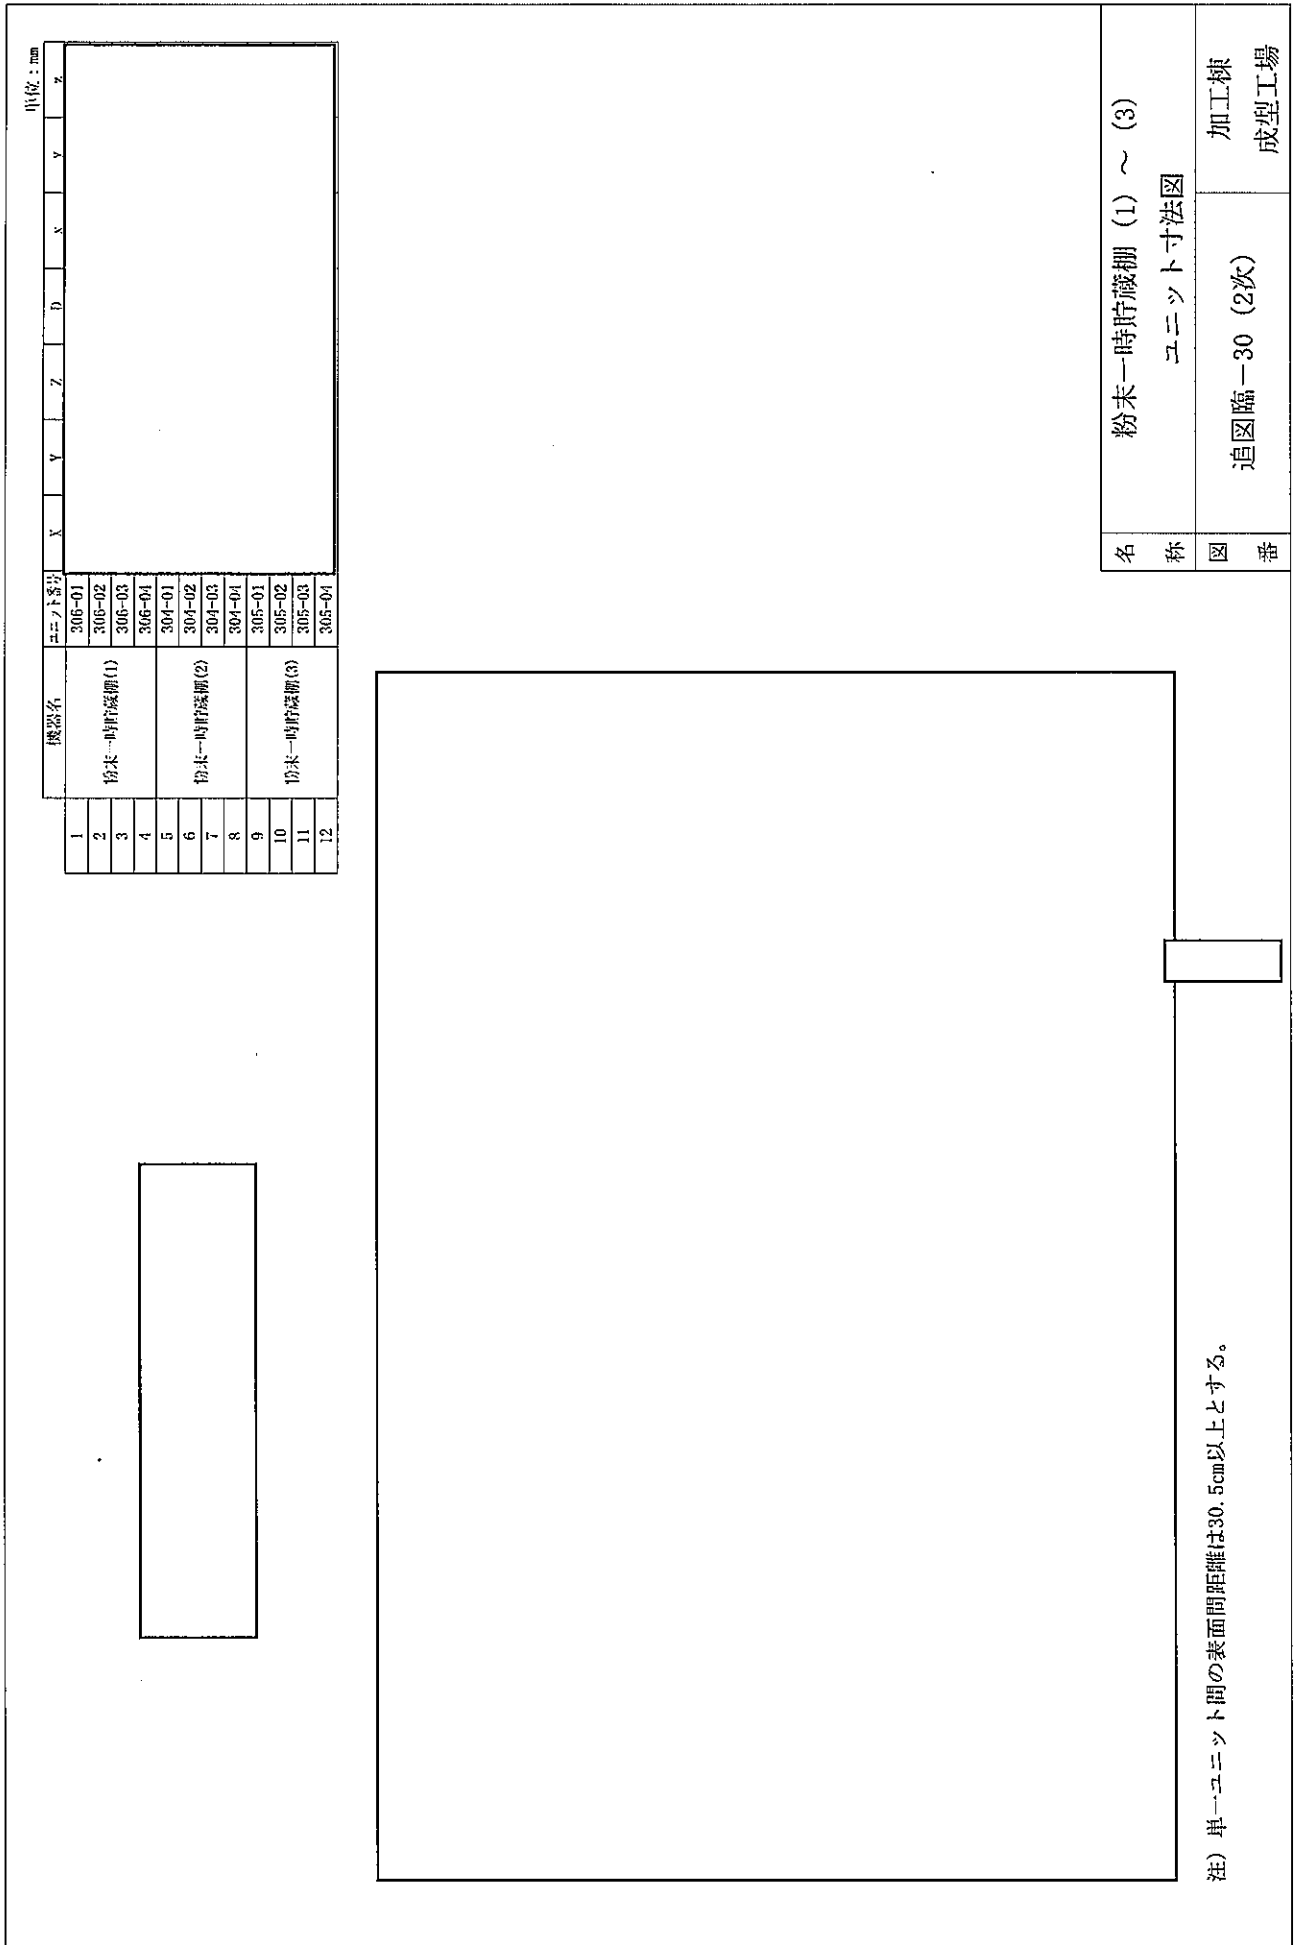 単位：mm
機器名 ユニット番号 X Y Z D x y z
1 粉末一時貯蔵棚(1) 306-01
2 306-02
3 306-03
4 306-04
5 粉末一時貯蔵棚(2) 304-01
6 304-02
7 304-03
8 304-04
9 粉末一時貯蔵棚(3) 305-01
10 305-02
11 305-03
12 305-04
注) 単一ユニット間の表面間距離は30.5cm以上とする。
名称 粉末一時貯蔵棚 (1) ～ (3)
ユニット寸法図
図番 追図臨－30 (2次) 加工棟
成型工場